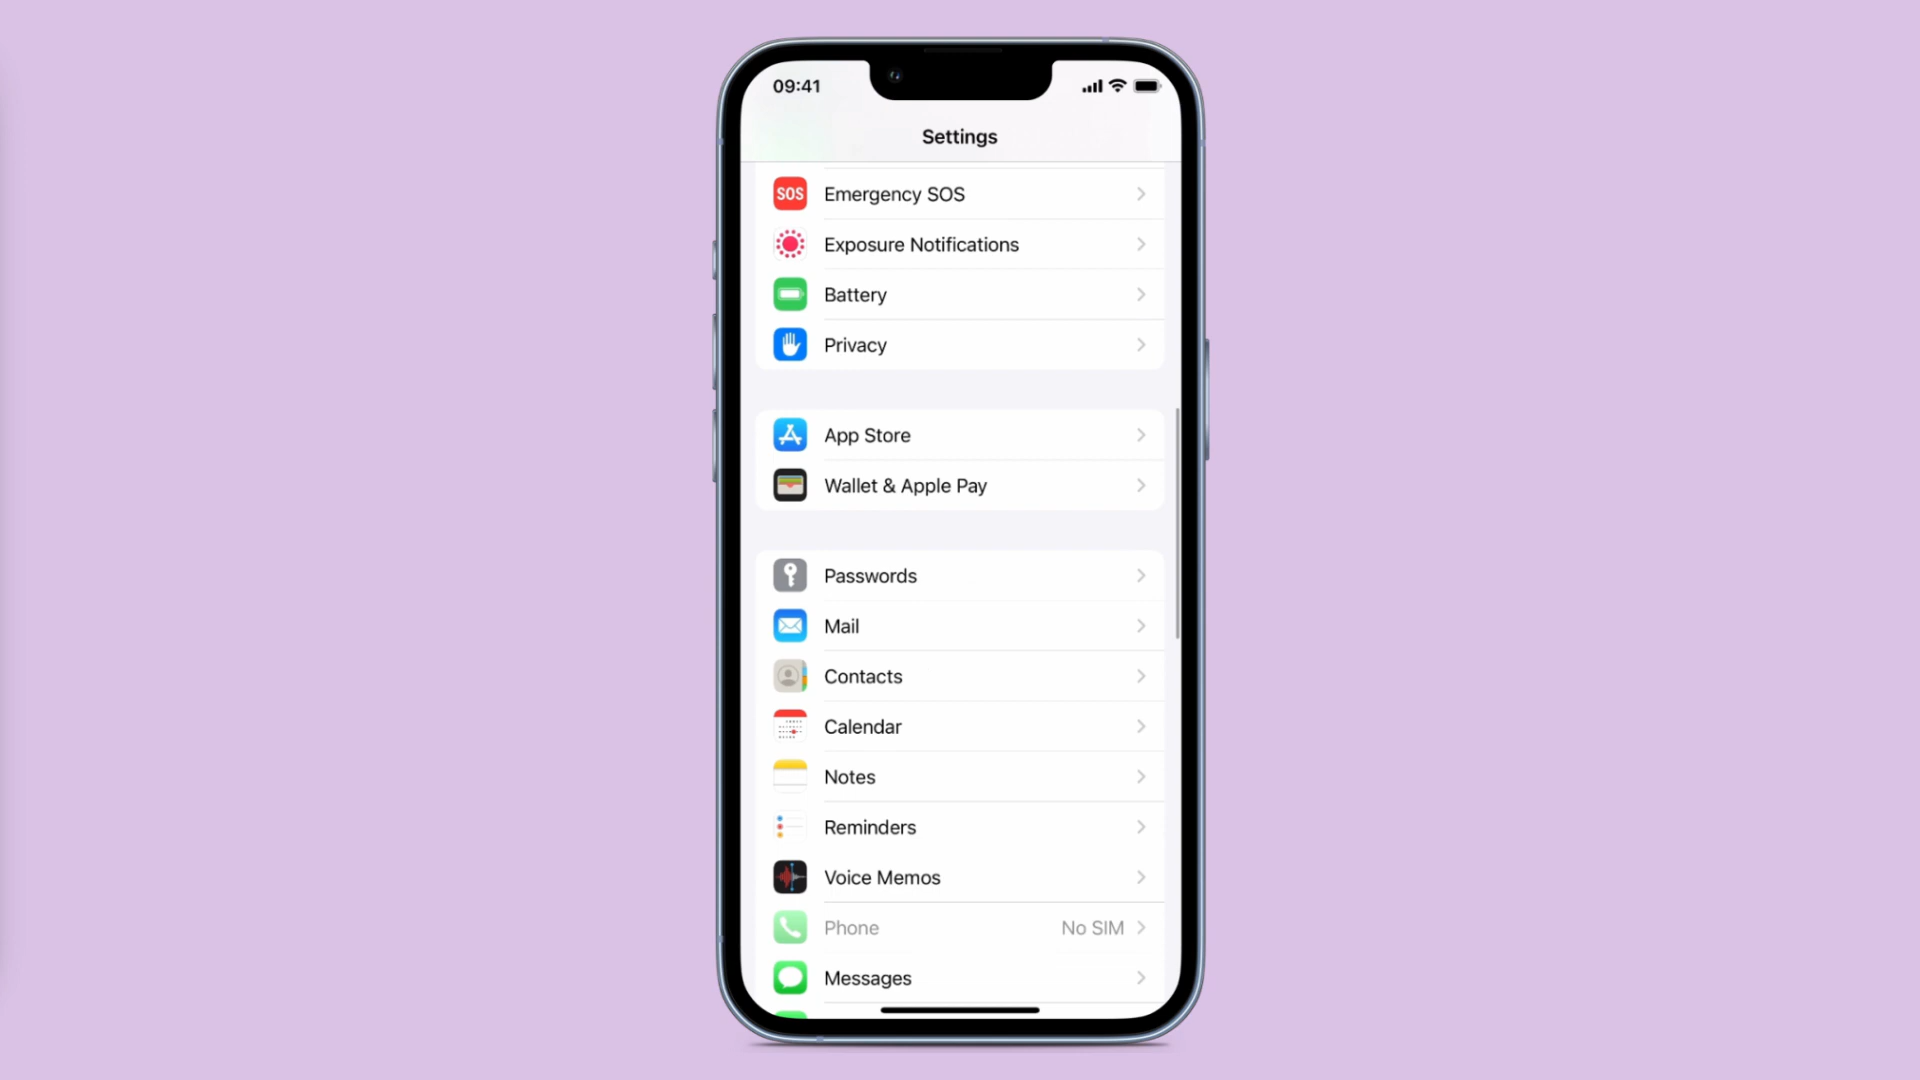 09:41
Settings
SOS Emergency SOS
Exposure Notifications
Battery
Privacy
App Store
Wallet & Apple Pay
Passwords
Mail
Contacts
Calendar
Notes
Reminders
Voice Memos
Phone No SIM
Messages